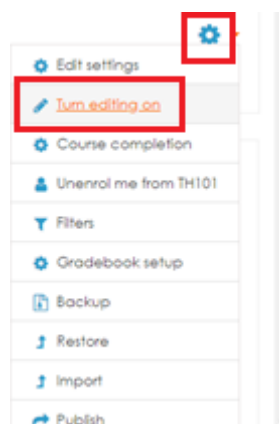 Edit settings
Turn editing on
Course completion
Unenrol me from TH101
Filters
Gradebook setup
Backup
Restore
Import
Publish